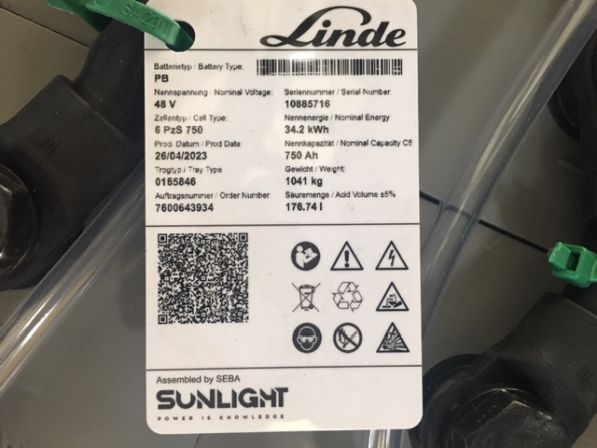 Linde
Batterietyp / Battery Type:
PB
Nennspannung / Nominal Voltage: Seriennummer / Serial Number
48 V 10885716
Zellentyp / Cell Type: Nennenergie / Nominal Energy
6 PzS 750 34.2 kWh
Prod. Datum / Prod Date Nennkapazität / Nominal Capacity C5
26/04/2023 750 Ah
Trogtyp / Tray Type Gewicht / Weight:
0185846 1041 kg
Auftragsnummer / Order Number Säuremenge / Acid Volume ±5%
7600643934 176.74 l
Assembled by SEBA
SUNLIGHT
POWER IS KNOWLEDGE